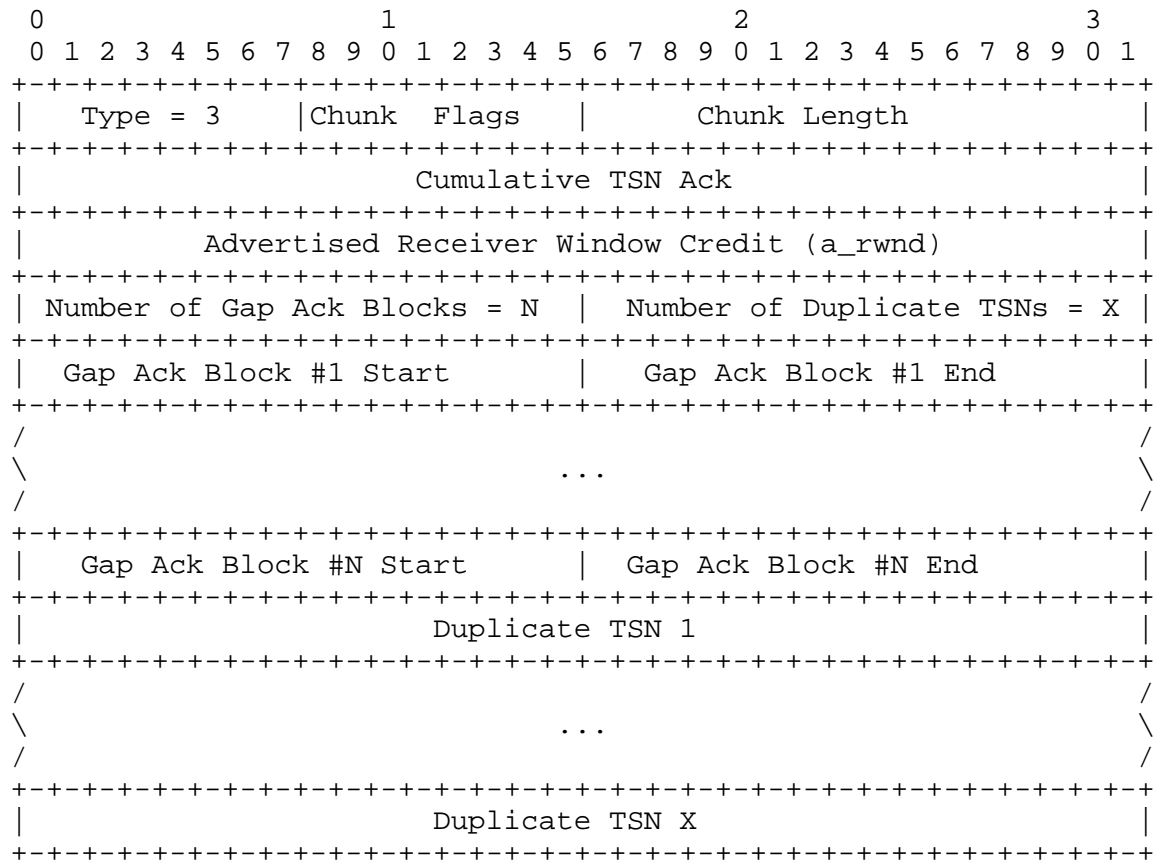 0                   1                   2                   3
 0 1 2 3 4 5 6 7 8 9 0 1 2 3 4 5 6 7 8 9 0 1 2 3 4 5 6 7 8 9 0 1
+-+-+-+-+-+-+-+-+-+-+-+-+-+-+-+-+-+-+-+-+-+-+-+-+-+-+-+-+-+-+-+-+
|   Type = 3    |Chunk  Flags   |      Chunk Length             |
+-+-+-+-+-+-+-+-+-+-+-+-+-+-+-+-+-+-+-+-+-+-+-+-+-+-+-+-+-+-+-+-+
|                      Cumulative TSN Ack                       |
+-+-+-+-+-+-+-+-+-+-+-+-+-+-+-+-+-+-+-+-+-+-+-+-+-+-+-+-+-+-+-+-+
|          Advertised Receiver Window Credit (a_rwnd)           |
+-+-+-+-+-+-+-+-+-+-+-+-+-+-+-+-+-+-+-+-+-+-+-+-+-+-+-+-+-+-+-+-+
| Number of Gap Ack Blocks = N  |  Number of Duplicate TSNs = X |
+-+-+-+-+-+-+-+-+-+-+-+-+-+-+-+-+-+-+-+-+-+-+-+-+-+-+-+-+-+-+-+-+
|  Gap Ack Block #1 Start       |   Gap Ack Block #1 End        |
+-+-+-+-+-+-+-+-+-+-+-+-+-+-+-+-+-+-+-+-+-+-+-+-+-+-+-+-+-+-+-+-+
/                                                               /
\                              ...                              \
/                                                               /
+-+-+-+-+-+-+-+-+-+-+-+-+-+-+-+-+-+-+-+-+-+-+-+-+-+-+-+-+-+-+-+-+
|   Gap Ack Block #N Start      |  Gap Ack Block #N End         |
+-+-+-+-+-+-+-+-+-+-+-+-+-+-+-+-+-+-+-+-+-+-+-+-+-+-+-+-+-+-+-+-+
|                       Duplicate TSN 1                         |
+-+-+-+-+-+-+-+-+-+-+-+-+-+-+-+-+-+-+-+-+-+-+-+-+-+-+-+-+-+-+-+-+
/                                                               /
\                              ...                              \
/                                                               /
+-+-+-+-+-+-+-+-+-+-+-+-+-+-+-+-+-+-+-+-+-+-+-+-+-+-+-+-+-+-+-+-+
|                       Duplicate TSN X                         |
+-+-+-+-+-+-+-+-+-+-+-+-+-+-+-+-+-+-+-+-+-+-+-+-+-+-+-+-+-+-+-+-+